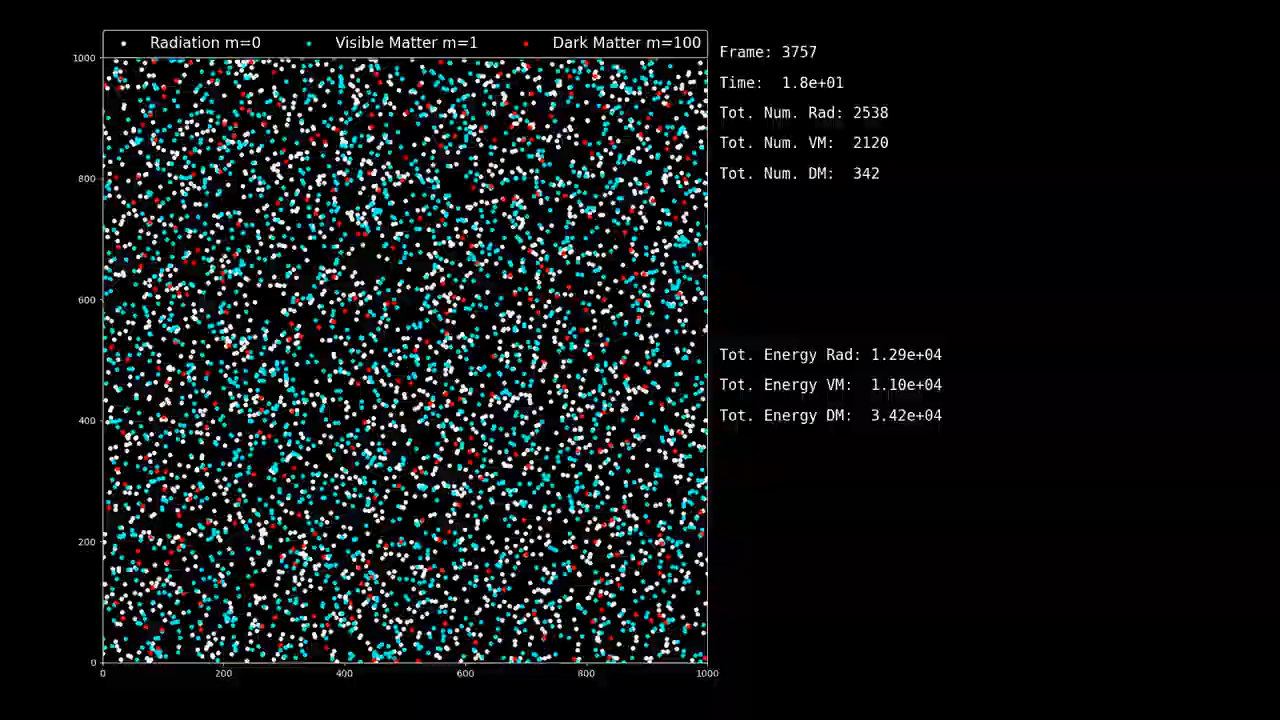 Radiation m=0 Visible Matter m=1 Dark Matter m=100
Frame: 3757
Time: 1.8e+01
Tot. Num. Rad: 2538
Tot. Num. VM: 2120
Tot. Num. DM: 342
Tot. Energy Rad: 1.29e+04
Tot. Energy VM: 1.10e+04
Tot. Energy DM: 3.42e+04
1000
800
600
400
200
0
0 200 400 600 800 1000